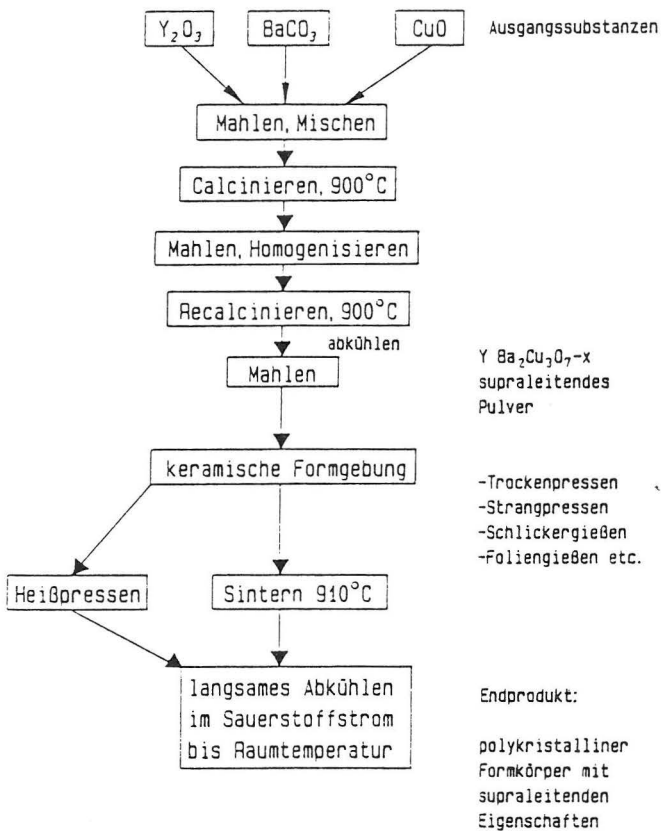 Y₂O₃ BaCO₃ CuO Ausgangssubstanzen
Mahlen, Mischen
Calcinieren, 900°C
Mahlen, Homogenisieren
Recalcinieren, 900°C
abkühlen
Mahlen
Y Ba₂Cu₃O₇-x
supraleitendes
Pulver
keramische Formgebung
-Trockenpressen
-Strangpressen
-Schlickergießen
-Foliengießen etc.
Heißpressen
Sintern 910°C
langsames Abkühlen
im Sauerstoffstrom
bis Raumtemperatur
Endprodukt:
polykristalliner
Formkörper mit
supraleitenden
Eigenschaften